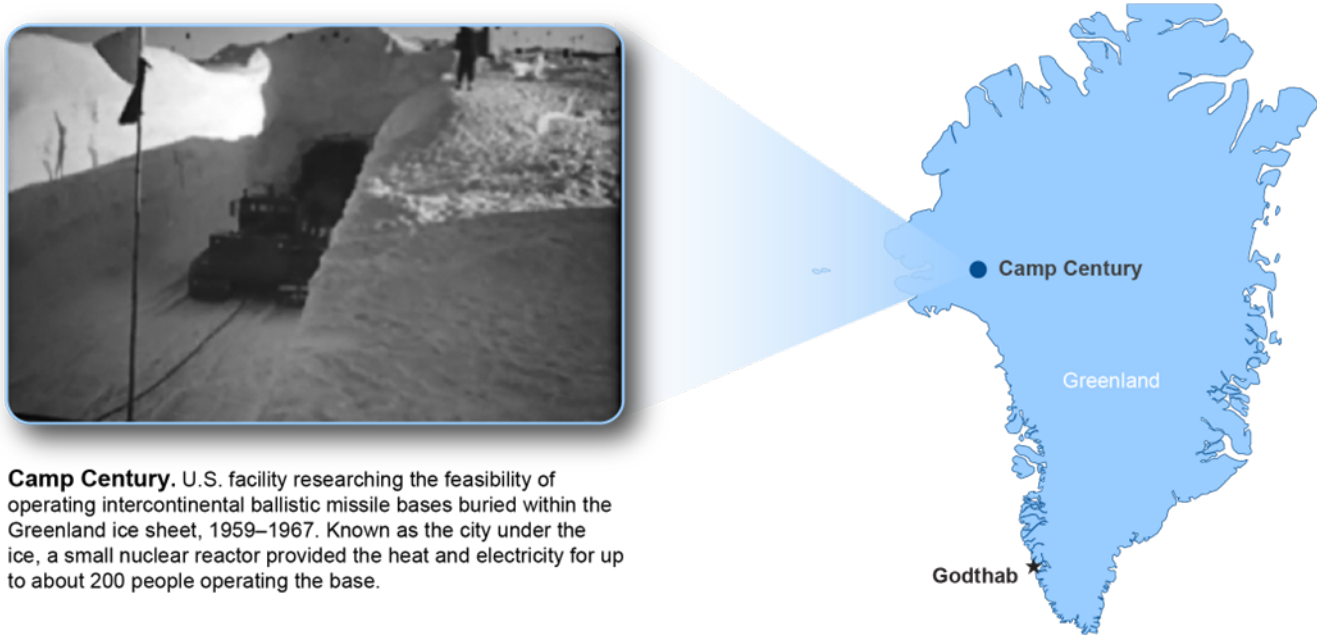 Camp Century
Greenland
Godthab
Camp Century. U.S. facility researching the feasibility of
operating intercontinental ballistic missile bases buried within the
Greenland ice sheet, 1959–1967. Known as the city under the
ice, a small nuclear reactor provided the heat and electricity for up
to about 200 people operating the base.